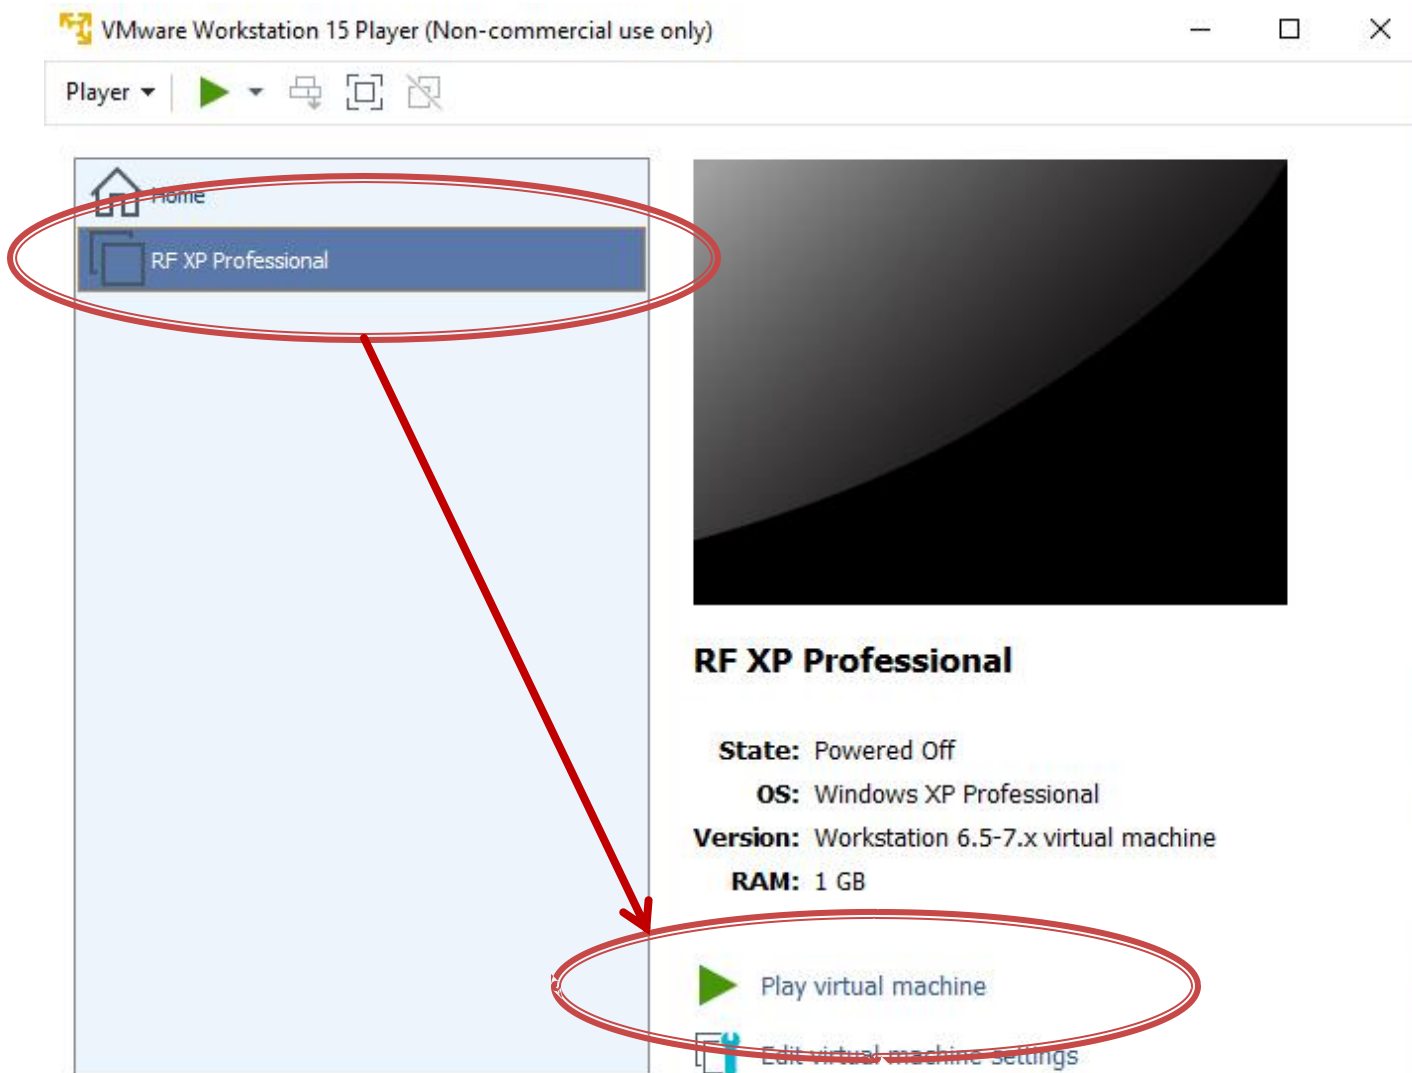 VMware Workstation 15 Player (Non-commercial use only)
Player
Home
RF XP Professional
RF XP Professional
State: Powered Off
OS: Windows XP Professional
Version: Workstation 6.5-7.x virtual machine
RAM: 1 GB
Play virtual machine
Edit virtual machine settings